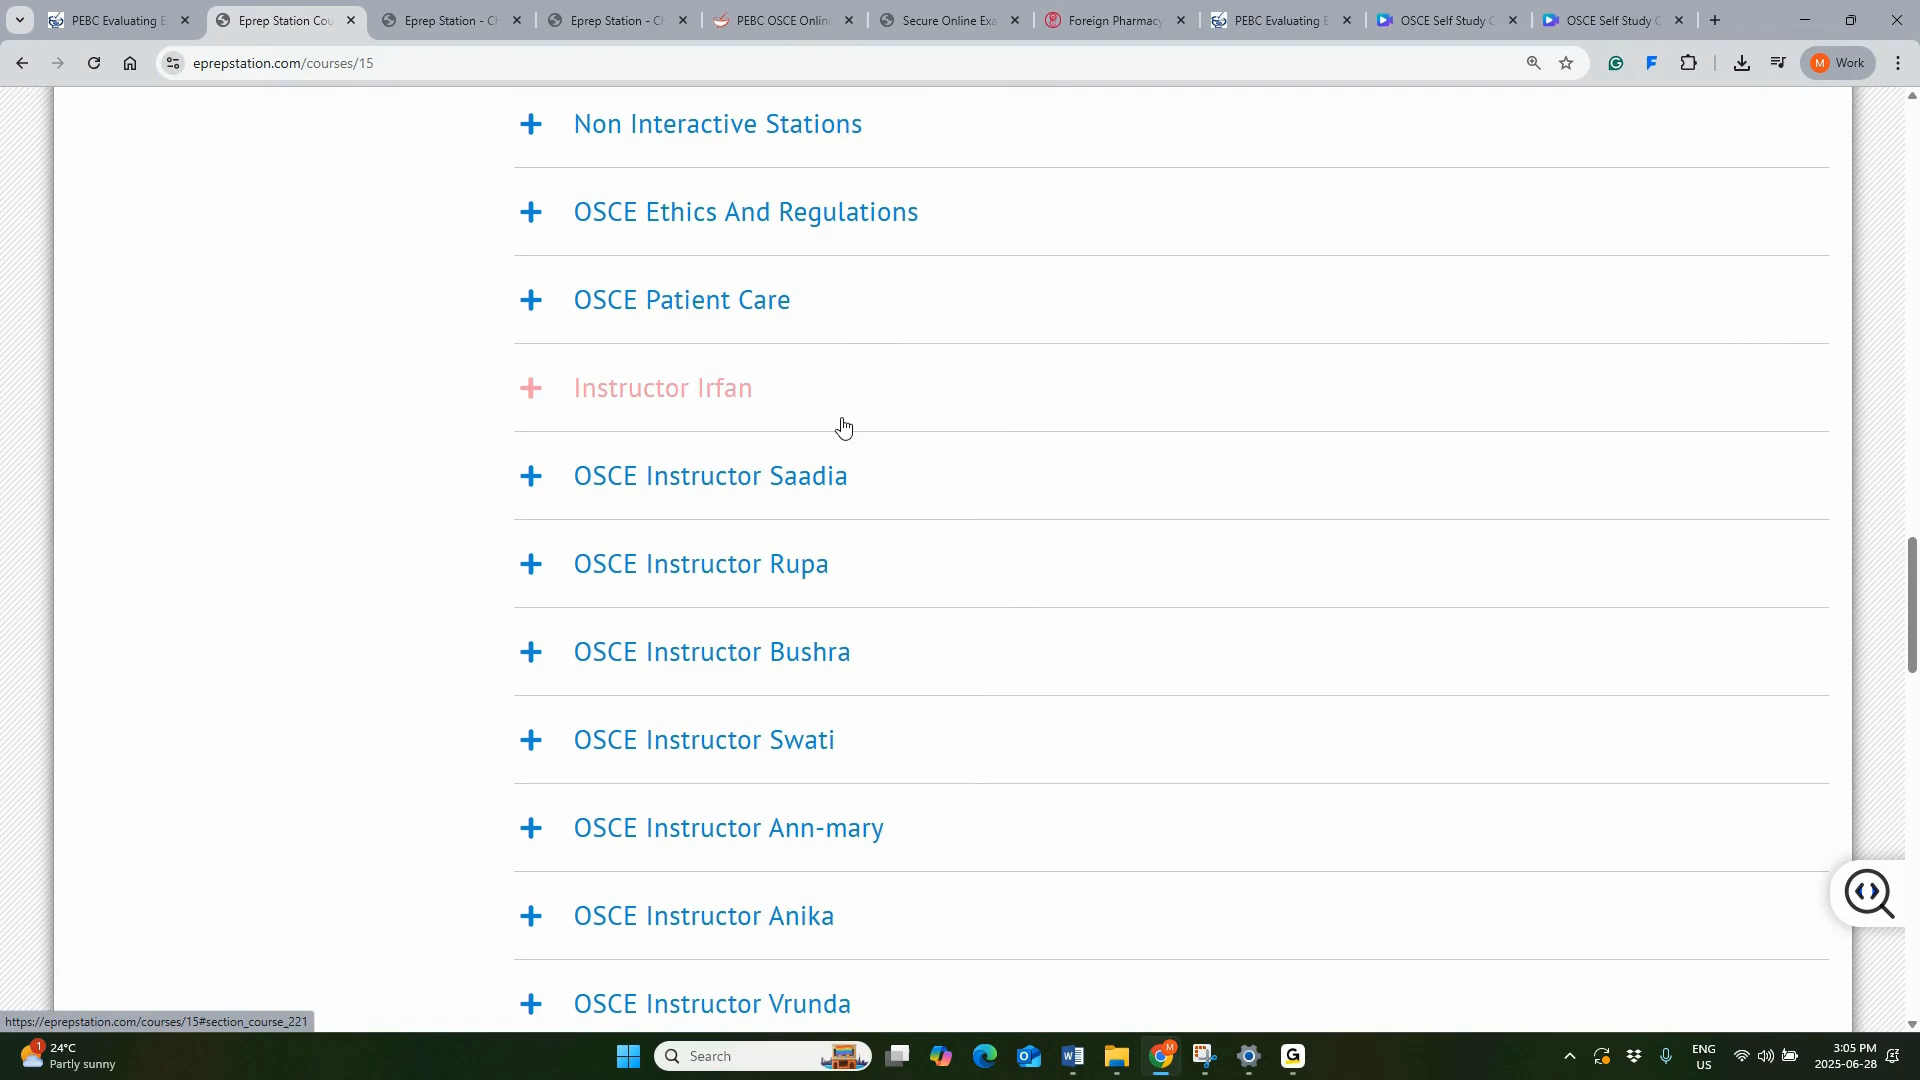 PEBC Evaluating E
Eprep Station Cou
Eprep Station - Ch
Eprep Station - Ch
PEBC OSCE Online
Secure Online Exa
Foreign Pharmacy
PEBC Evaluating E
OSCE Self Study C
OSCE Self Study C
eprepstation.com/courses/15
Work
Non Interactive Stations
OSCE Ethics And Regulations
OSCE Patient Care
Instructor Irfan
OSCE Instructor Saadia
OSCE Instructor Rupa
OSCE Instructor Bushra
OSCE Instructor Swati
OSCE Instructor Ann-mary
OSCE Instructor Anika
OSCE Instructor Vrunda
https://eprepstation.com/courses/15#section_course_221
1
24°C
Partly sunny
Search
ENG
US
3:05 PM
2025-06-28